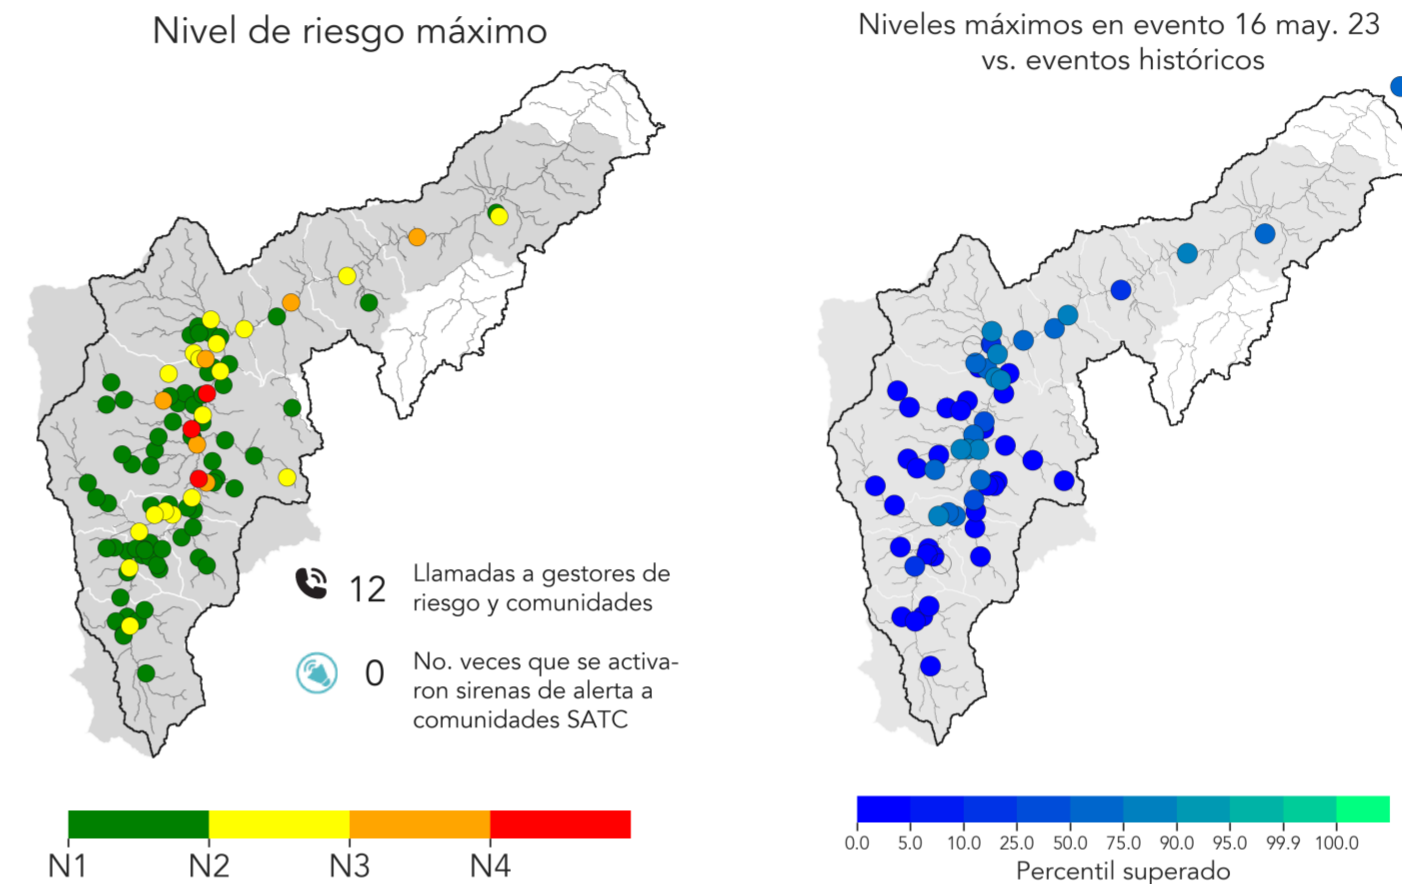 Nivel de riesgo máximo
12
Llamadas a gestores de
riesgo y comunidades
0
No. veces que se activa-
ron sirenas de alerta a
comunidades SATC
N1 N2 N3 N4
Niveles máximos en evento 16 may. 23
vs. eventos históricos
0.0 5.0 10.0 25.0 50.0 75.0 90.0 95.0 99.9 100.0
Percentil superado